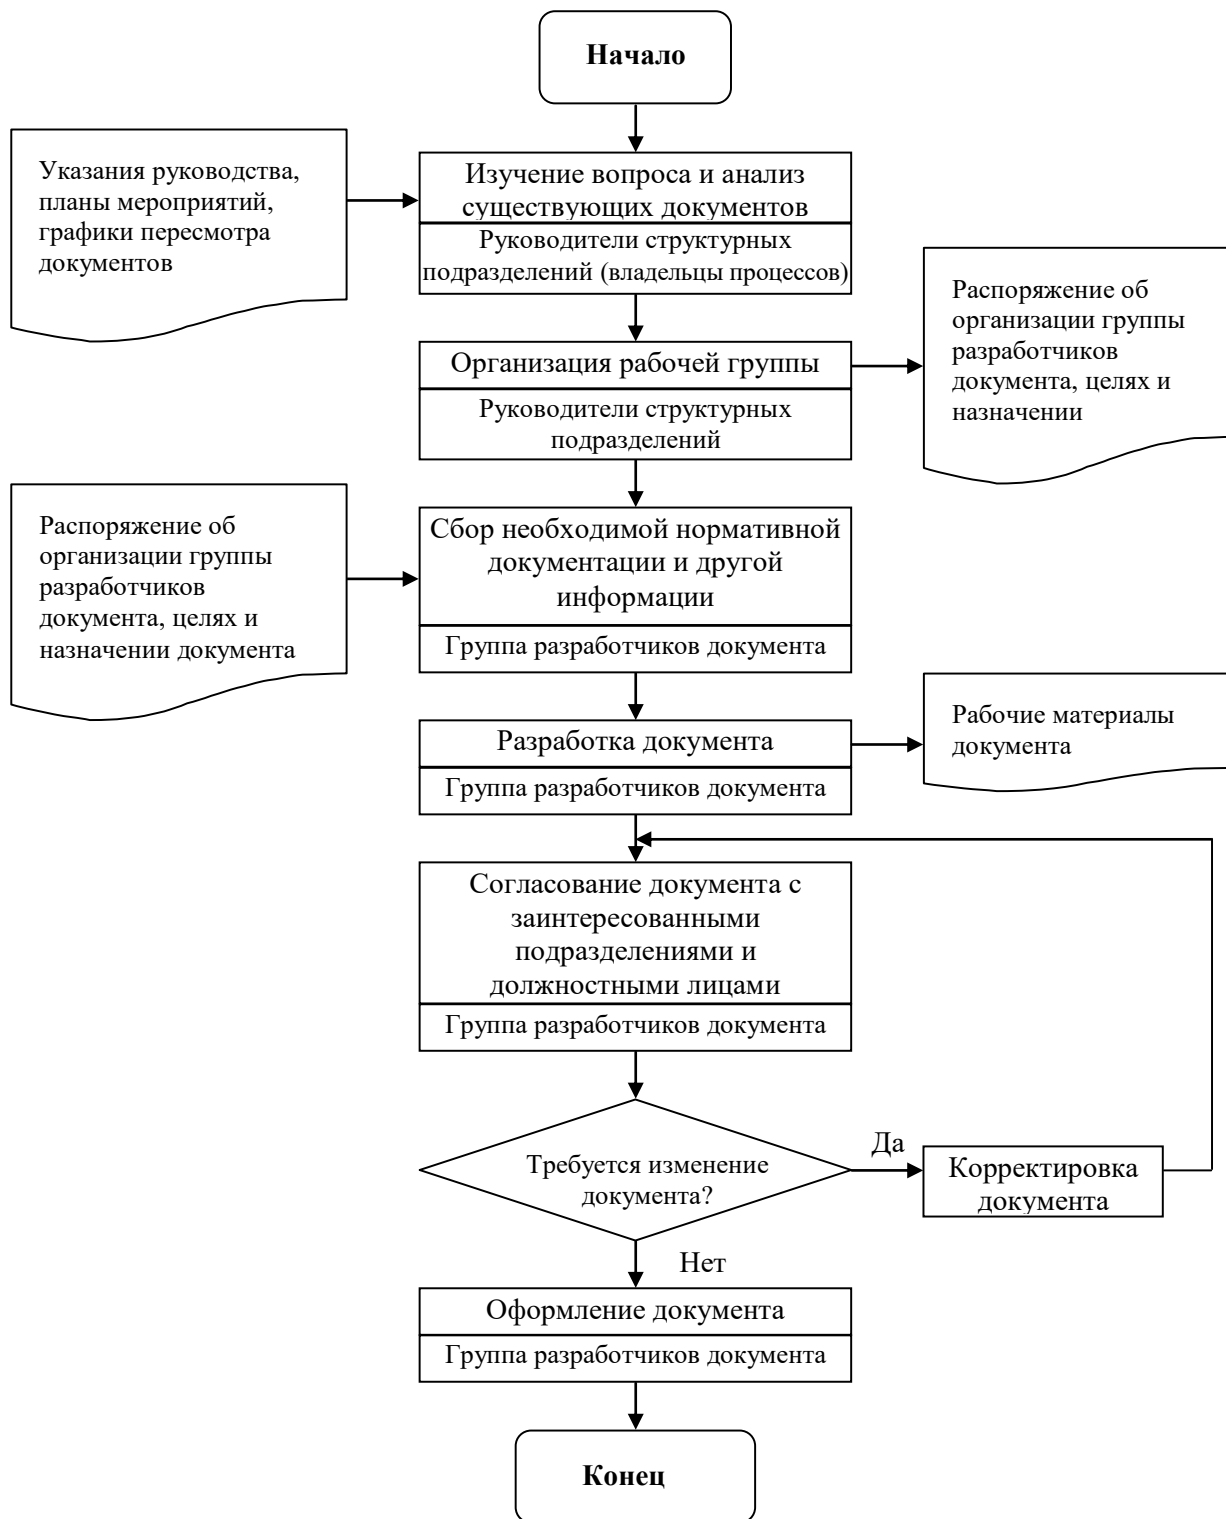 Начало
Указания руководства,
планы мероприятий,
графики пересмотра
документов
Изучение вопроса и анализ
существующих документов
Руководители структурных
подразделений (владельцы процессов)
Организация рабочей группы
Руководители структурных
подразделений
Распоряжение об
организации группы
разработчиков
документа, целях и
назначении
Распоряжение об
организации группы
разработчиков
документа, целях и
назначении документа
Сбор необходимой нормативной
документации и другой
информации
Группа разработчиков документа
Разработка документа
Группа разработчиков документа
Рабочие материалы
документа
Согласование документа с
заинтересованными
подразделениями и
должностными лицами
Группа разработчиков документа
Требуется изменение
документа?
Да
Корректировка
документа
Нет
Оформление документа
Группа разработчиков документа
Конец